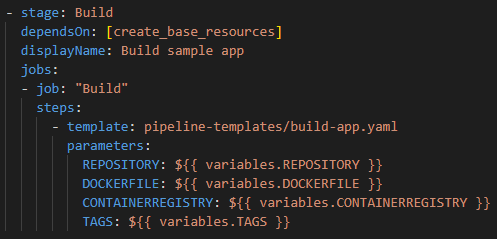 - stage: Build
  dependsOn: [create_base_resources]
  displayName: Build sample app
  jobs:
  - job: "Build"
    steps:
      - template: pipeline-templates/build-app.yaml
        parameters:
          REPOSITORY: ${{ variables.REPOSITORY }}
          DOCKERFILE: ${{ variables.DOCKERFILE }}
          CONTAINERREGISTRY: ${{ variables.CONTAINERREGISTRY }}
          TAGS: ${{ variables.TAGS }}